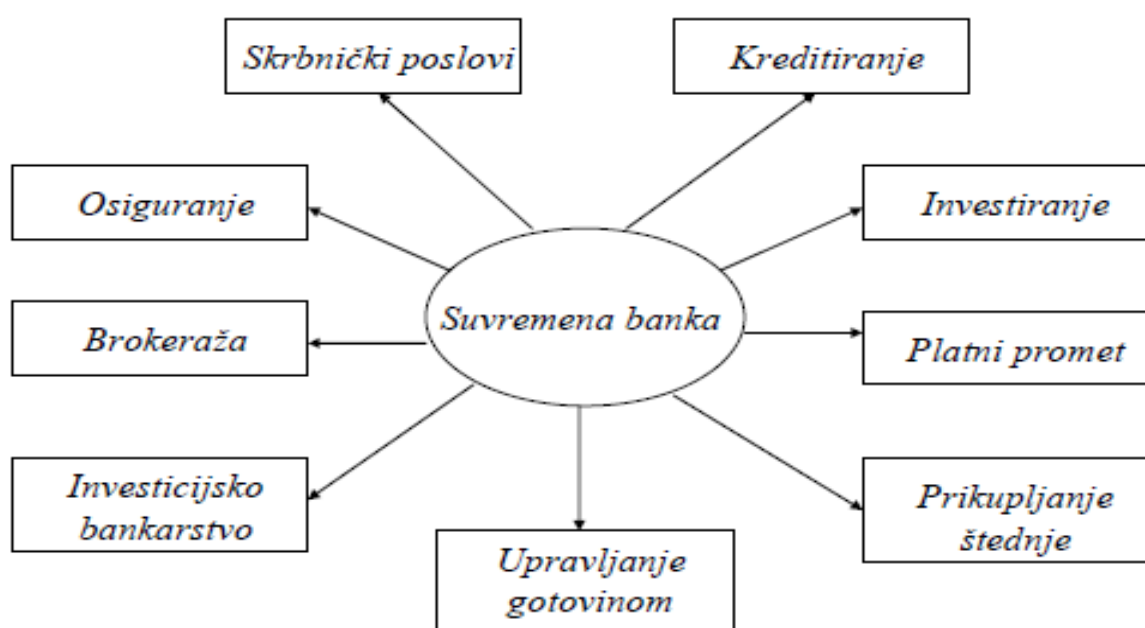 Skrbnički poslovi
Kreditiranje
Osiguranje
Investiranje
Suvremena banka
Brokeraža
Platni promet
Investicijsko
bankarstvo
Prikupljanje
štednje
Upravljanje
gotovinom